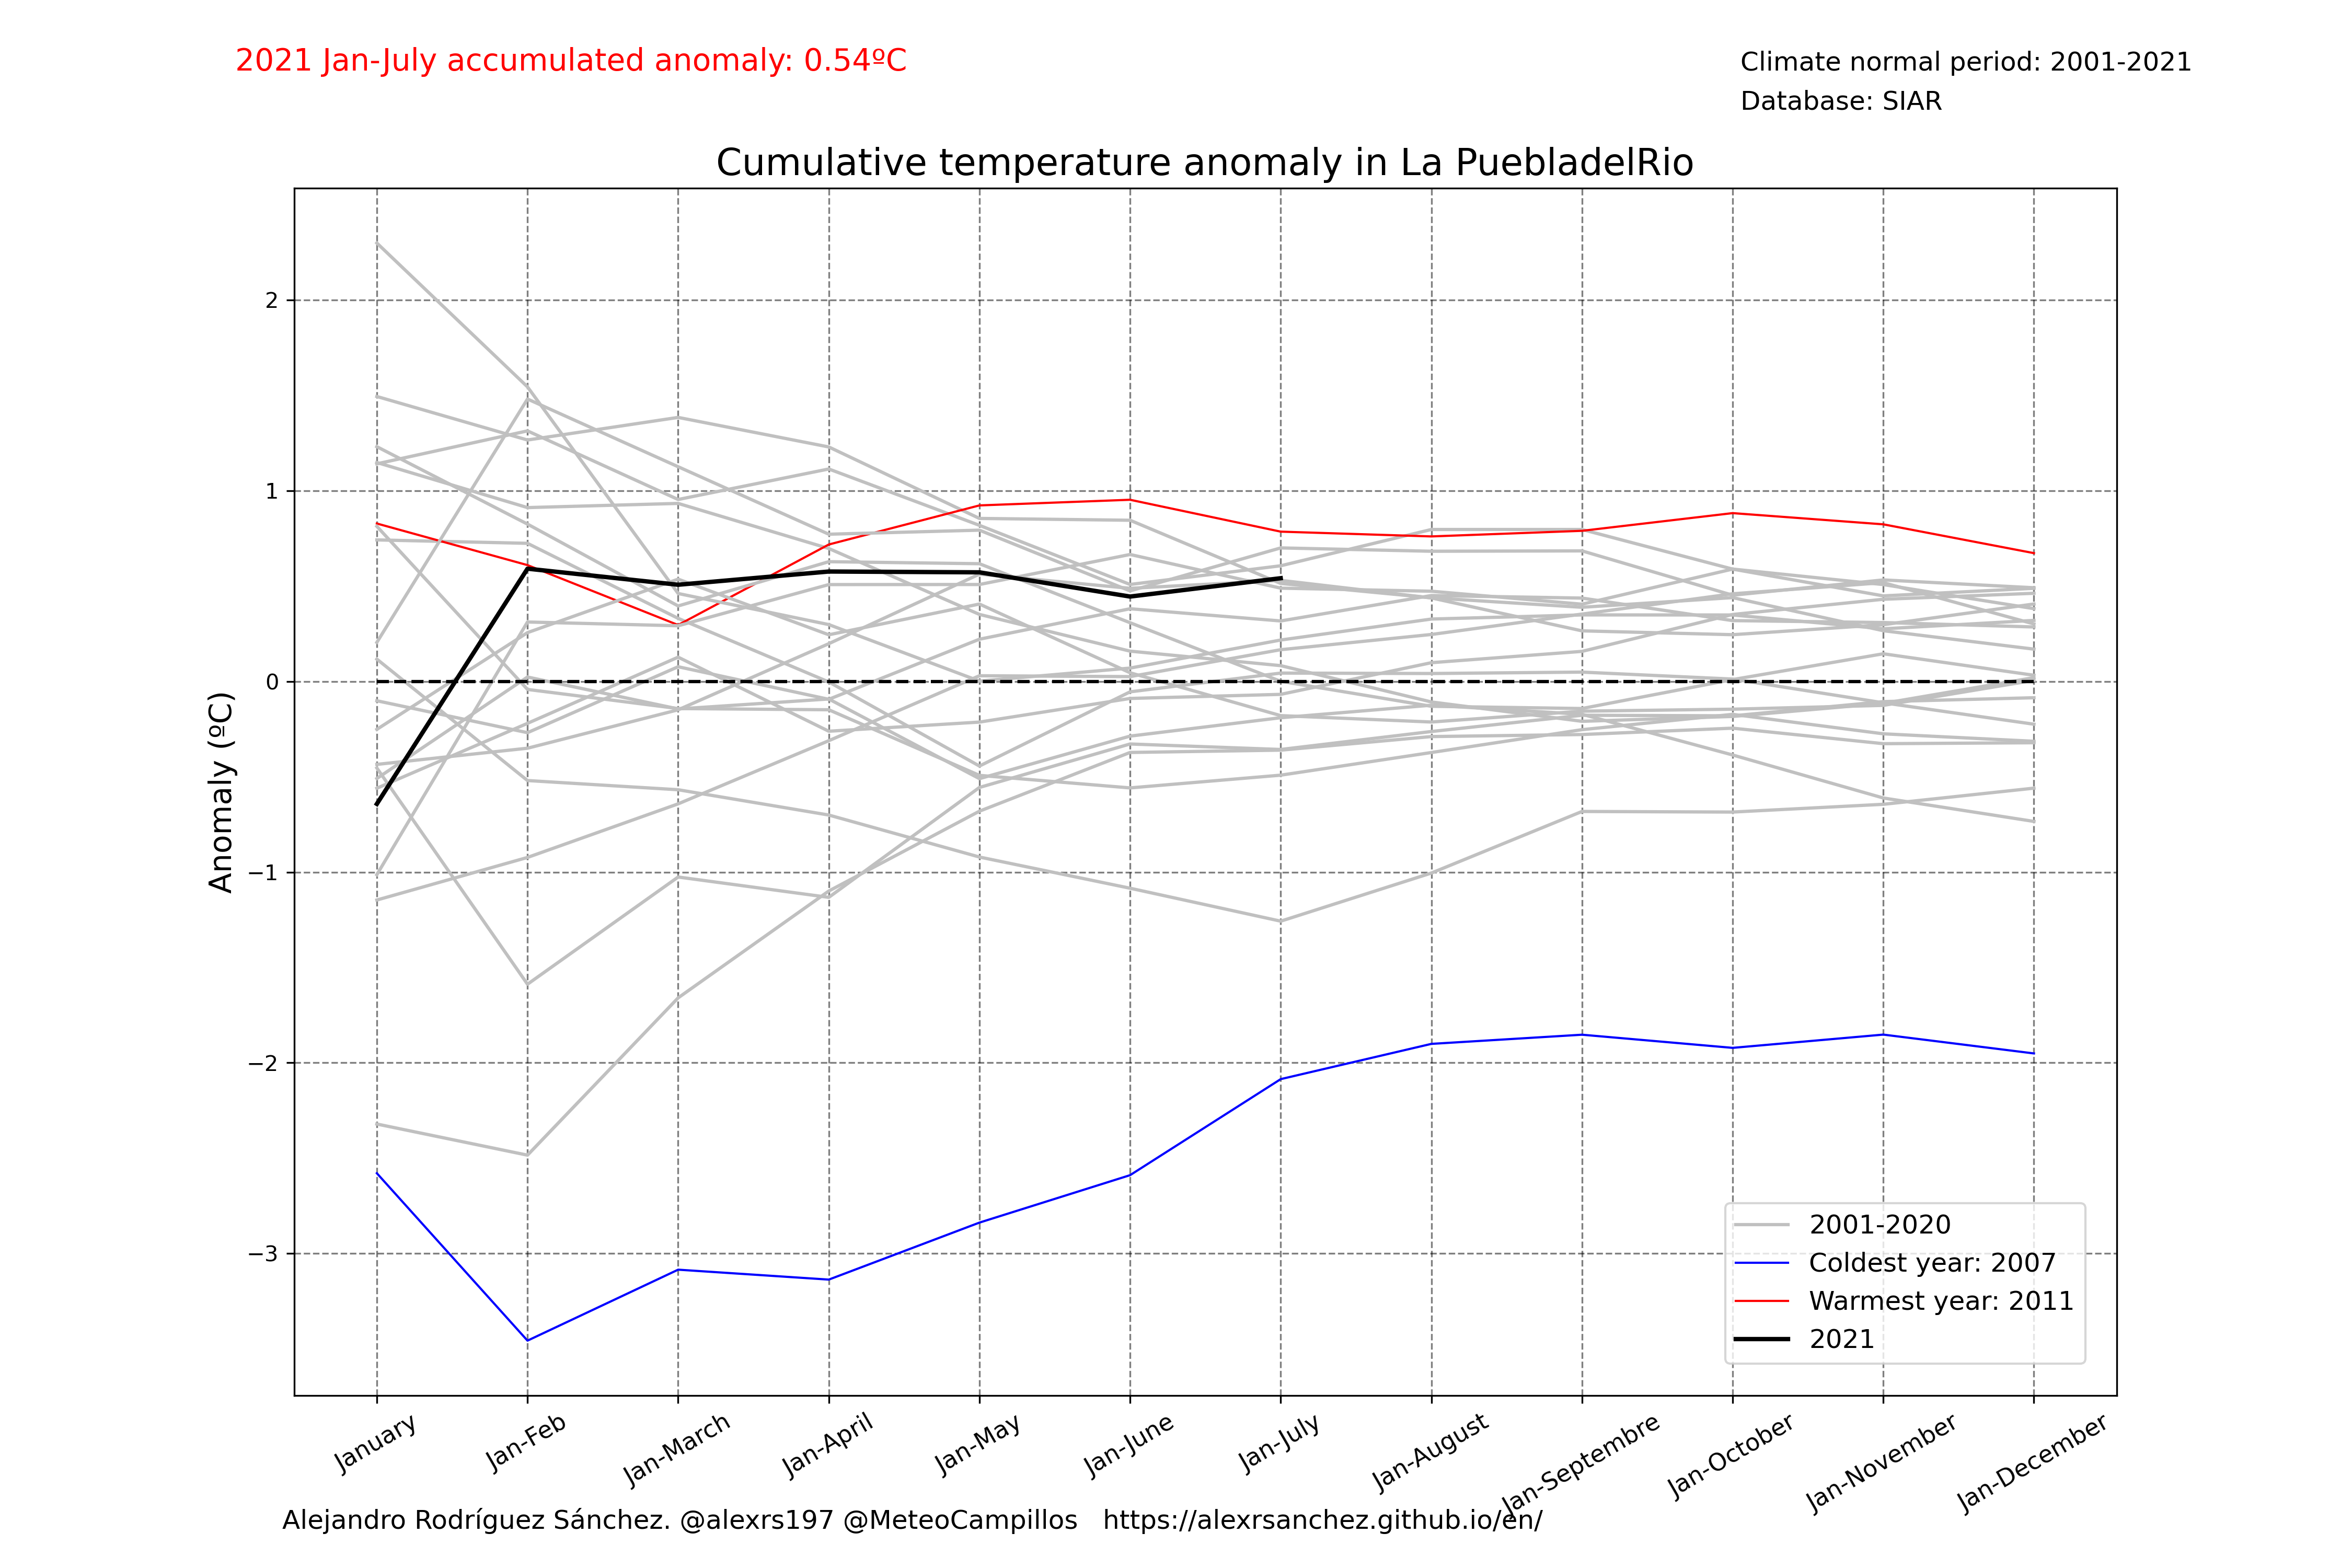 2021 Jan-July accumulated anomaly: 0.54ºC
Climate normal period: 2001-2021
Database: SIAR
Cumulative temperature anomaly in La PuebladelRio
Anomaly (ºC)
2
1
0
−1
−2
−3
2001-2020
Coldest year: 2007
Warmest year: 2011
2021
January
Jan-Feb
Jan-March
Jan-April
Jan-May
Jan-June
Jan-July
Jan-August
Jan-Septembre
Jan-October
Jan-November
Jan-December
Alejandro Rodríguez Sánchez. @alexrs197 @MeteoCampillos https://alexrsanchez.github.io/en/